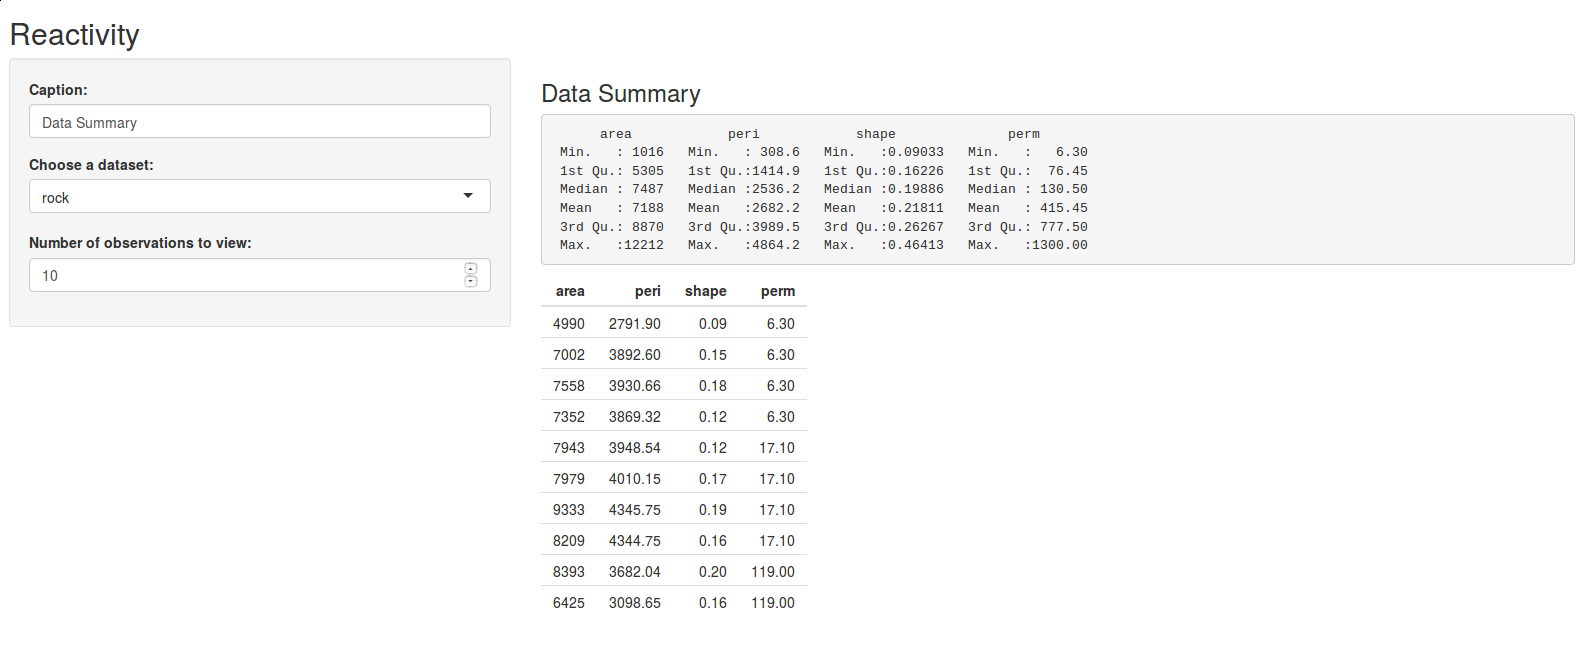 Reactivity
Caption:
Data Summary
Choose a dataset:
rock
Number of observations to view:
10
Data Summary
area peri shape perm
Min. : 1016 Min. : 308.6 Min. :0.09033 Min. : 6.30
1st Qu.: 5305 1st Qu.:1414.9 1st Qu.:0.16226 1st Qu.: 76.45
Median : 7487 Median :2536.2 Median :0.19886 Median : 130.50
Mean : 7188 Mean :2682.2 Mean :0.21811 Mean : 415.45
3rd Qu.: 8870 3rd Qu.:3989.5 3rd Qu.:0.26267 3rd Qu.: 777.50
Max. :12212 Max. :4864.2 Max. :0.46413 Max. :1300.00
area peri shape perm
4990 2791.90 0.09 6.30
7002 3892.60 0.15 6.30
7558 3930.66 0.18 6.30
7352 3869.32 0.12 6.30
7943 3948.54 0.12 17.10
7979 4010.15 0.17 17.10
9333 4345.75 0.19 17.10
8209 4344.75 0.16 17.10
8393 3682.04 0.20 119.00
6425 3098.65 0.16 119.00